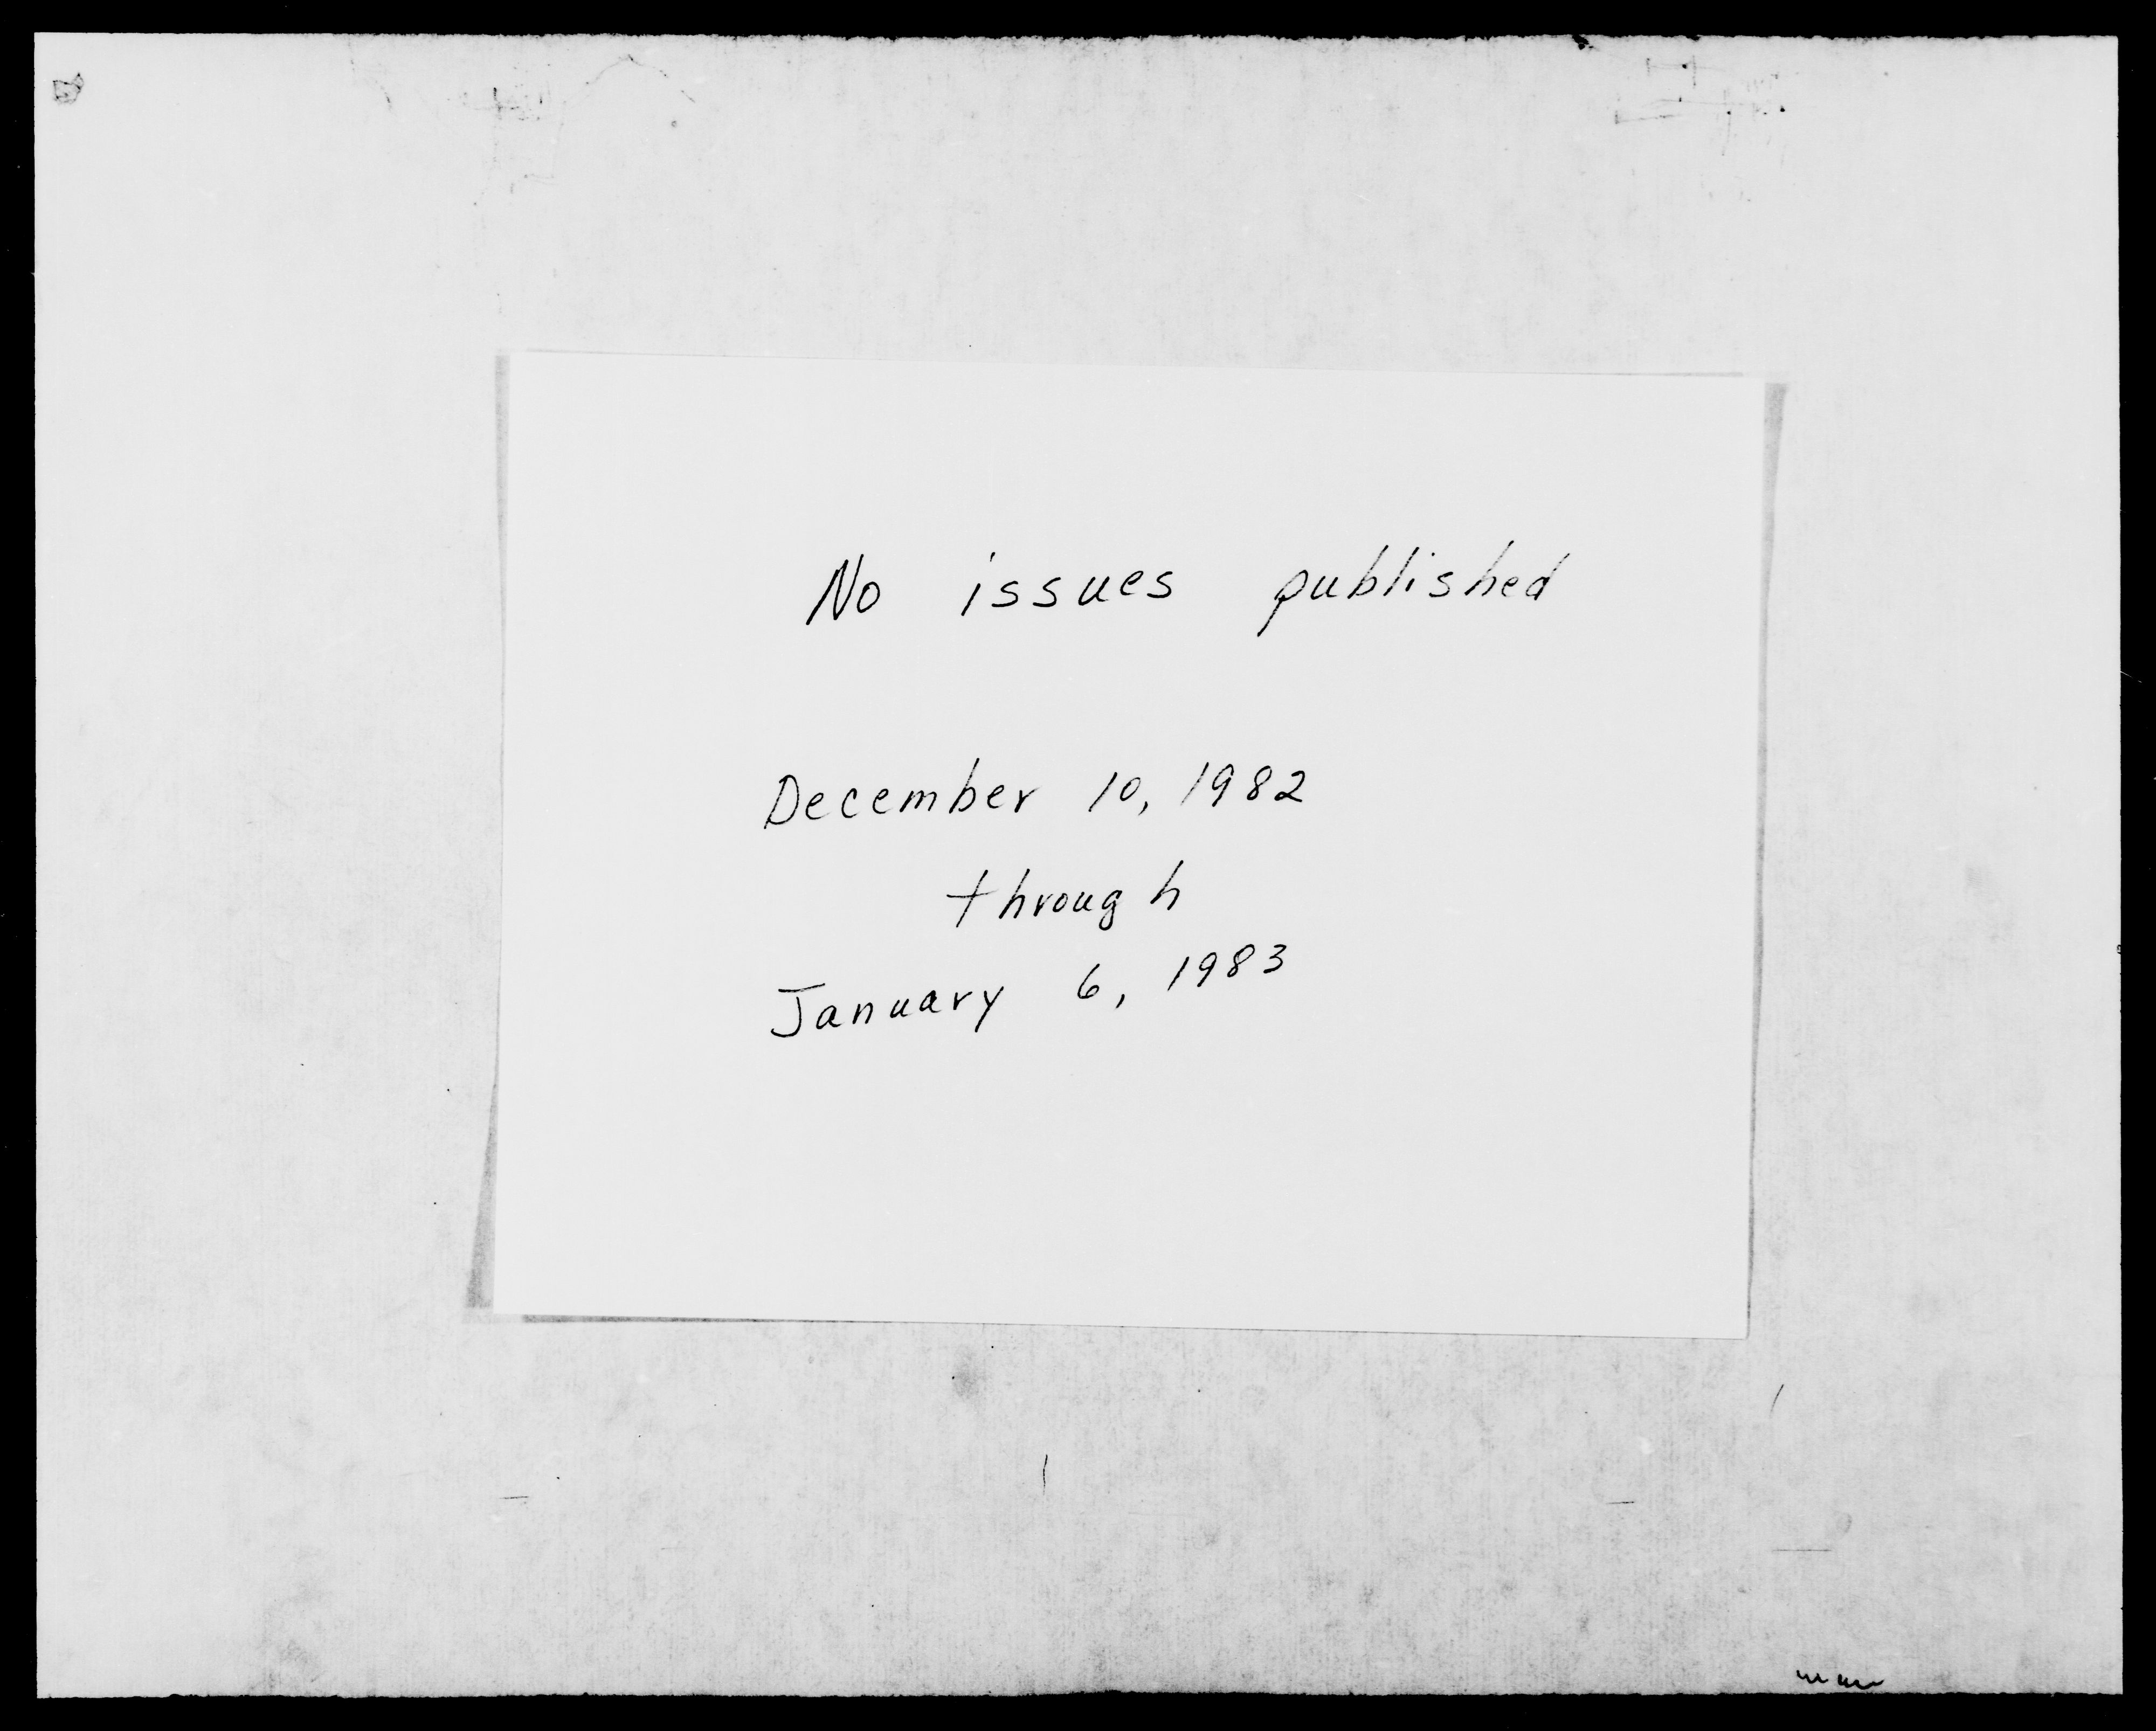 No issues published
December 10, 1982
through
January 6, 1983